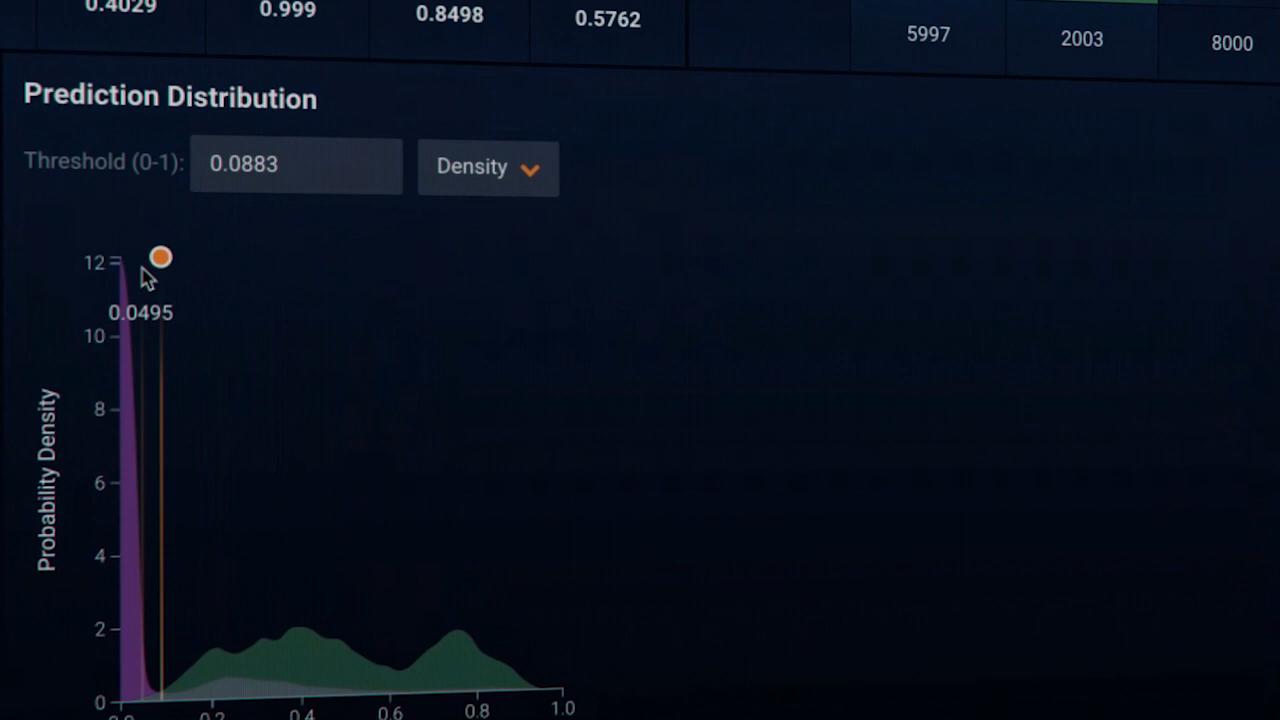 0.4029 0.999 0.8498 0.5762
5997 2003 8000
Prediction Distribution
Threshold (0-1): 0.0883 Density
12
0.0495
10
8
6
4
2
0
Probability Density
0.0 0.2 0.4 0.6 0.8 1.0